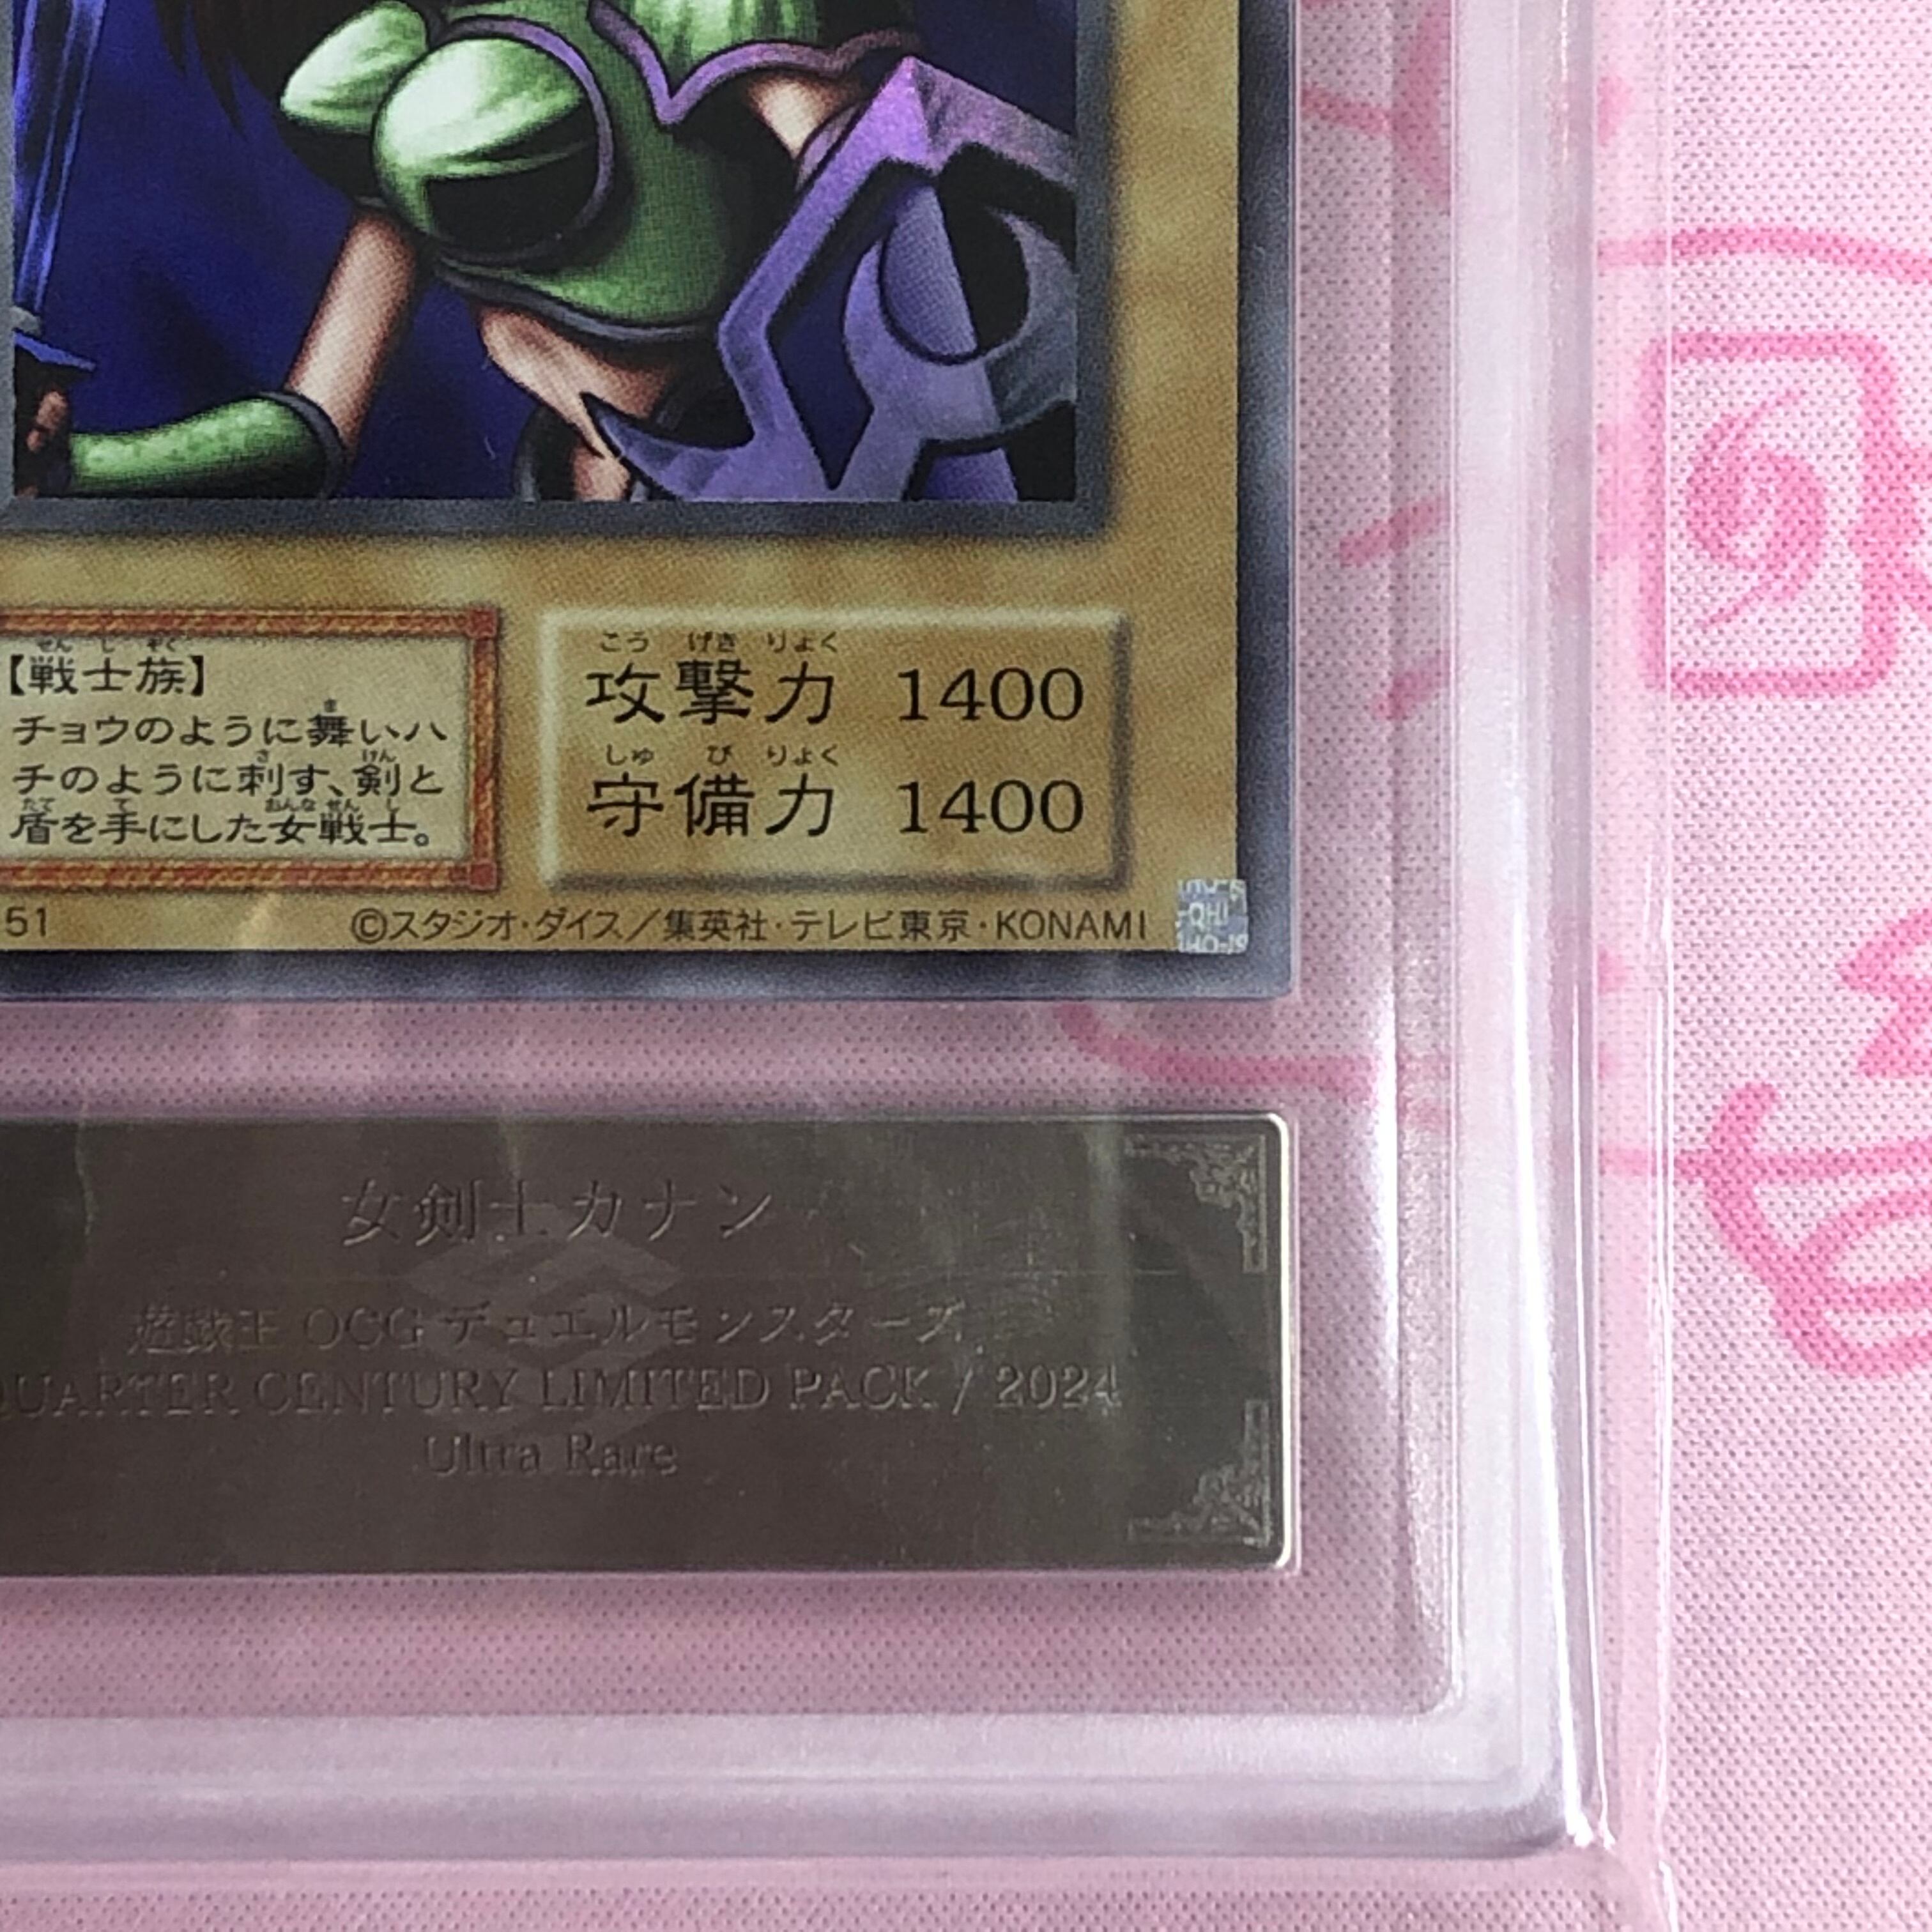 【戦士族】
チョウのように舞いハ
チのように刺す、剣と
盾を手にした女戦士。
攻撃力 1400
守備力 1400
51
©スタジオ・ダイス／集英社・テレビ東京・KONAMI
女剣士カナン
遊戯王 OCG デュエルモンスターズ
QUARTER CENTURY LIMITED PACK / 2024
Ultra Rare